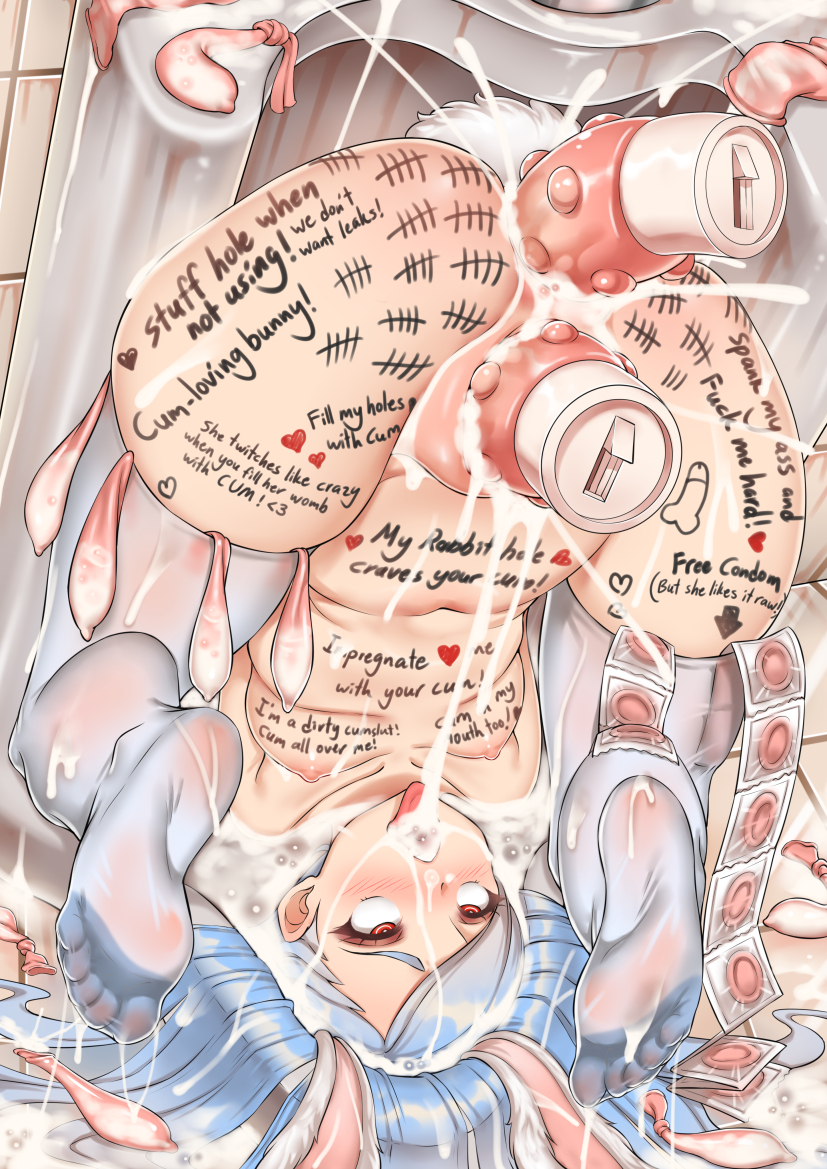 stuff hole when
not using!
we don't
want leaks!
Cum-loving bunny!
Fill my holes
with cum
She twitches like crazy
when you fill her womb
with CUM! <3
Spank my ass and
Fuck me hard!
Free Condom
(But she likes it raw!)
My Rabbit hole
craves your cum!
Impregnate me
with your cum!
I'm a dirty cumslut!
Cum all over me!
Cum in my
mouth too!